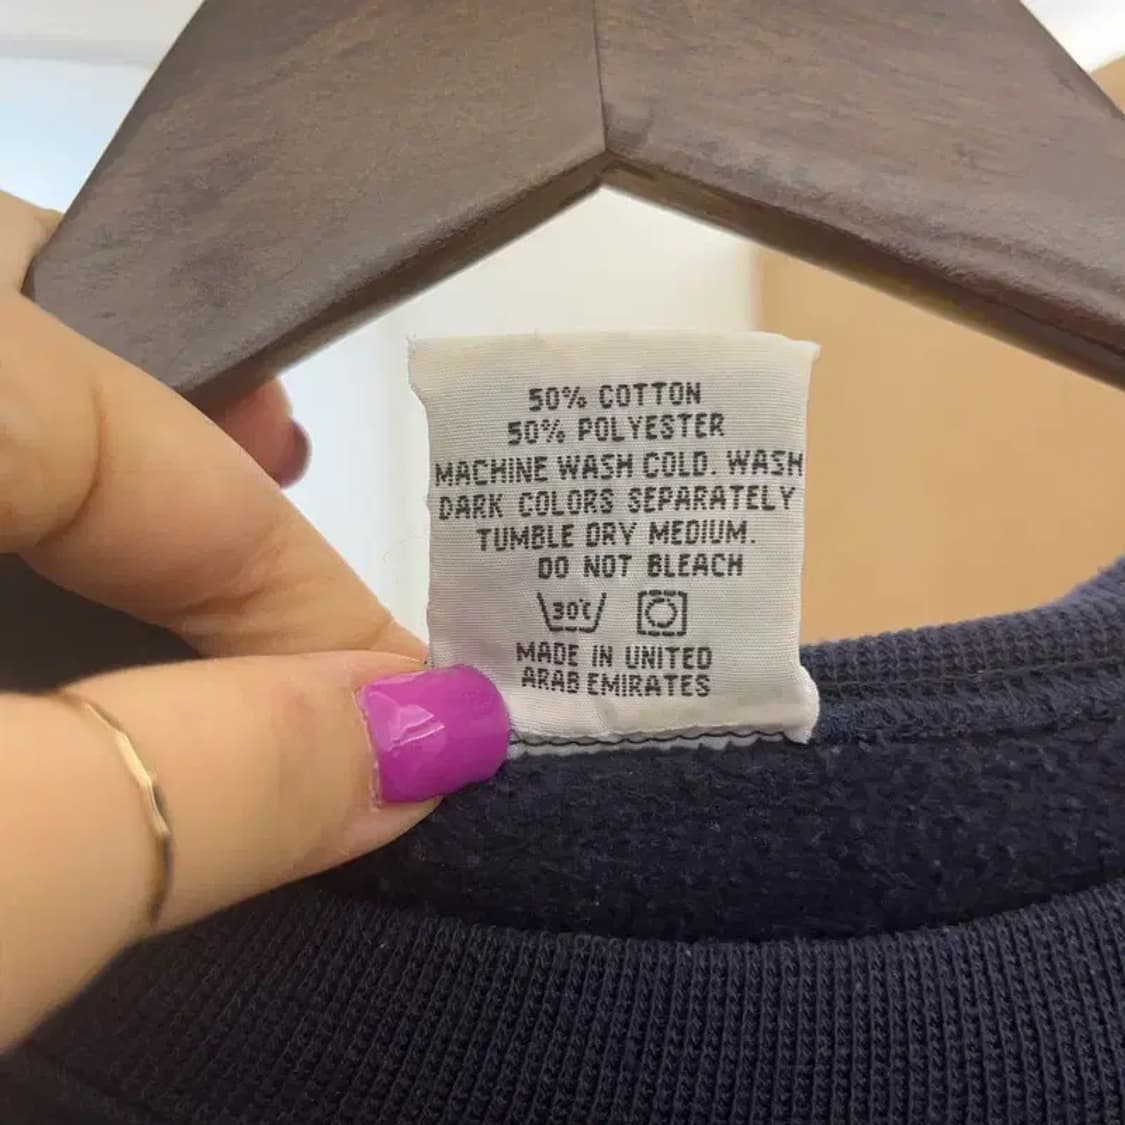 50% COTTON
50% POLYESTER
MACHINE WASH COLD. WASH
DARK COLORS SEPARATELY
TUMBLE DRY MEDIUM.
DO NOT BLEACH
30℃
MADE IN UNITED
ARAB EMIRATES